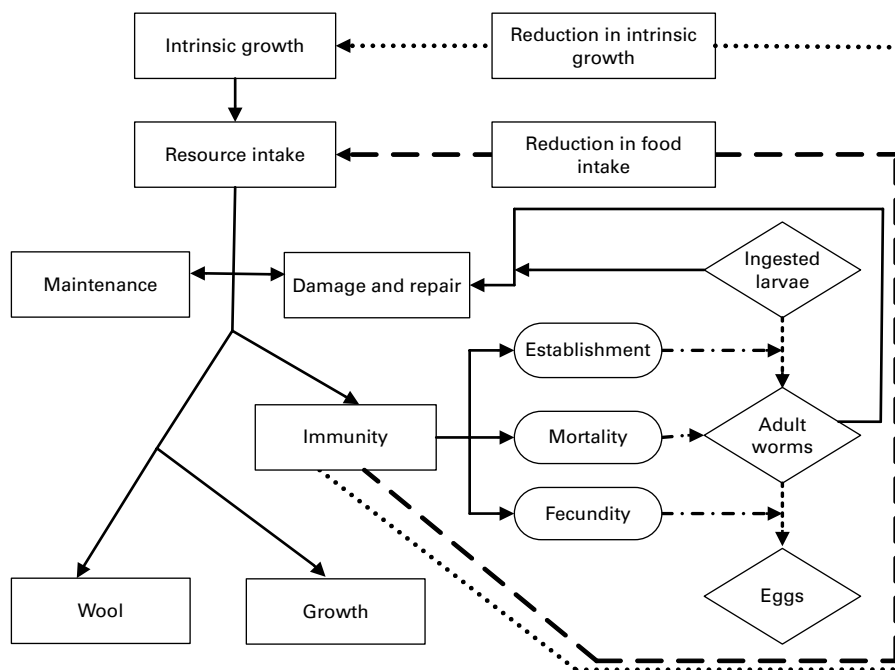 Intrinsic growth
Reduction in intrinsic
growth
Resource intake
Reduction in food
intake
Maintenance
Damage and repair
Ingested
larvae
Establishment
Immunity
Mortality
Adult
worms
Fecundity
Wool
Growth
Eggs